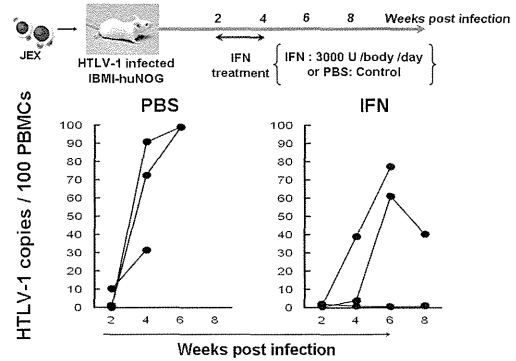 2 4 6 8 Weeks post infection
JEX
HTLV-1 infected
IBMI-huNOG
IFN
treatment
IFN : 3000 U /body /day
or PBS: Control
PBS
IFN
HTLV-1 copies / 100 PBMCs
100
90
80
70
60
50
40
30
20
10
0
2 4 6 8
100
90
80
70
60
50
40
30
20
10
0
2 4 6 8
Weeks post infection